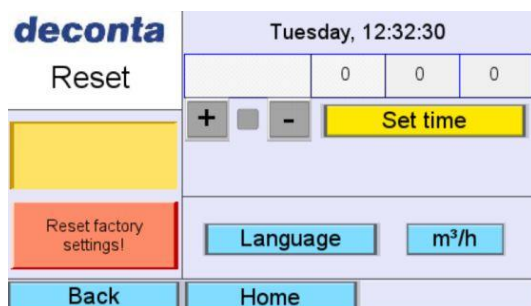 deconta
Tuesday, 12:32:30
Reset
0 0 0
+ -
Set time
Reset factory
settings!
Language
m³/h
Back
Home